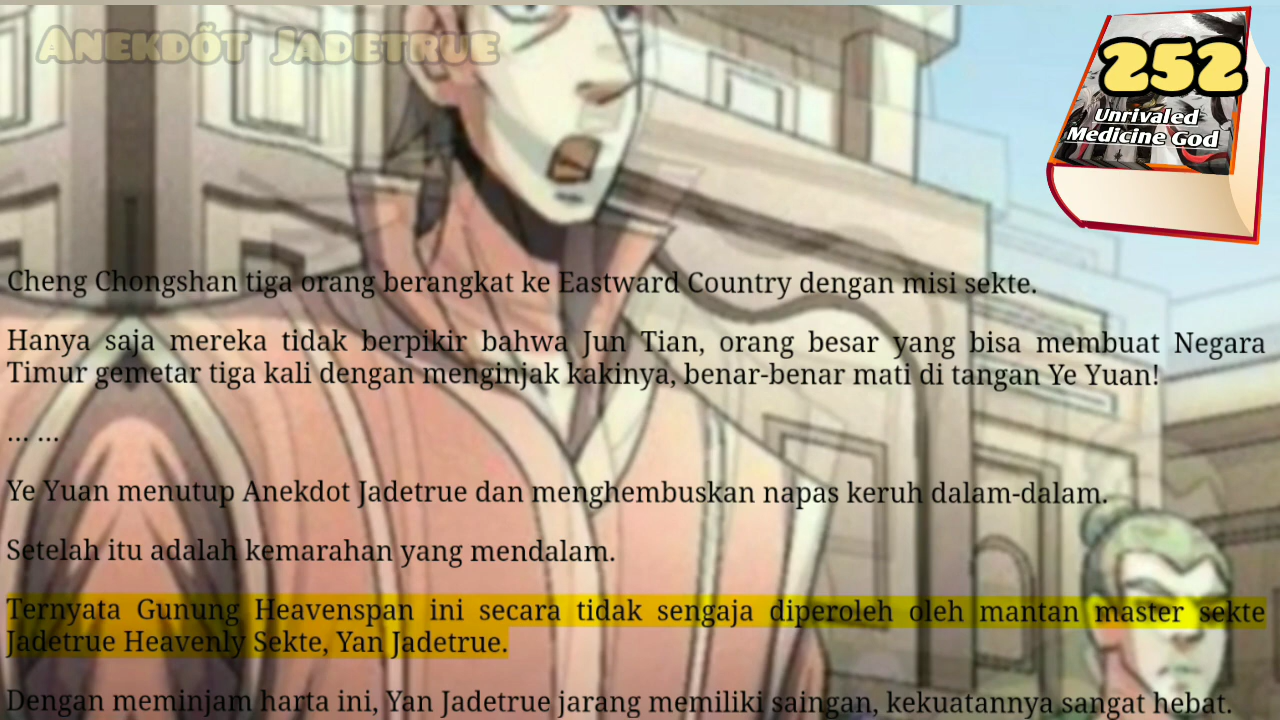 Anekdõt Jadetrue
252
Unrivaled
Medicine God
Cheng Chongshan tiga orang berangkat ke Eastward Country dengan misi sekte.
Hanya saja mereka tidak berpikir bahwa Jun Tian, orang besar yang bisa membuat Negara
Timur gemetar tiga kali dengan menginjak kakinya, benar-benar mati di tangan Ye Yuan!
... ...
Ye Yuan menutup Anekdot Jadetrue dan menghembuskan napas keruh dalam-dalam.
Setelah itu adalah kemarahan yang mendalam.
Ternyata Gunung Heavenspan ini secara tidak sengaja diperoleh oleh mantan master sekte
Jadetrue Heavenly Sekte, Yan Jadetrue.
Dengan meminjam harta ini, Yan Jadetrue jarang memiliki saingan, kekuatannya sangat hebat.